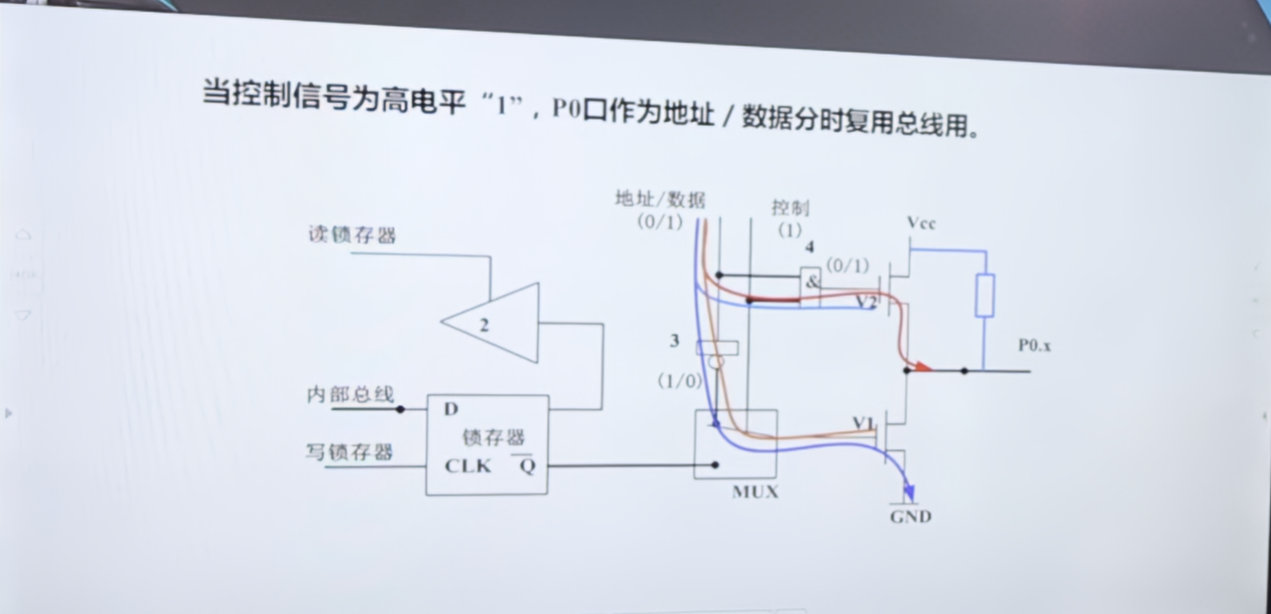 当控制信号为高电平“1”，P0口作为地址/数据分时复用总线用。
地址/数据
(0/1)
控制
(1)
Vcc
读锁存器
4
(0/1)
&
2
V2
3
P0.x
(1/0)
内部总线
D
V1
锁存器
写锁存器
CLK Q̅
MUX
GND